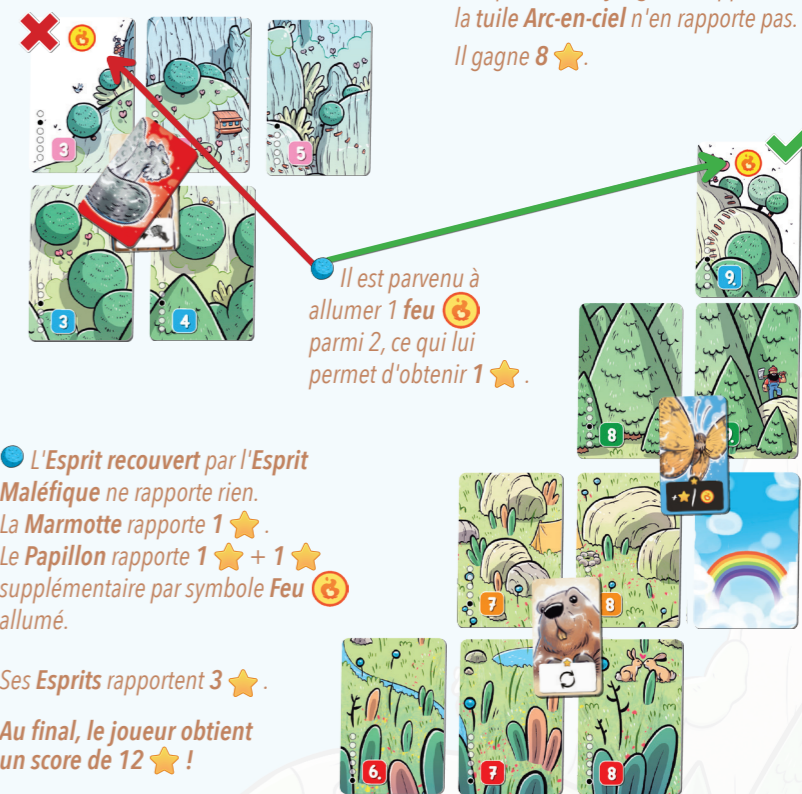 la tuile Arc-en-ciel n'en rapporte pas.
Il gagne 8 .
3
5
3
4
9.
Il est parvenu à
allumer 1 feu
parmi 2, ce qui lui
permet d'obtenir 1 .
8
L'Esprit recouvert par l'Esprit
Maléfique ne rapporte rien.
La Marmotte rapporte 1 .
Le Papillon rapporte 1 + 1
supplémentaire par symbole Feu
allumé.
7
8
Ses Esprits rapportent 3 .
Au final, le joueur obtient
un score de 12 !
6.
7
8